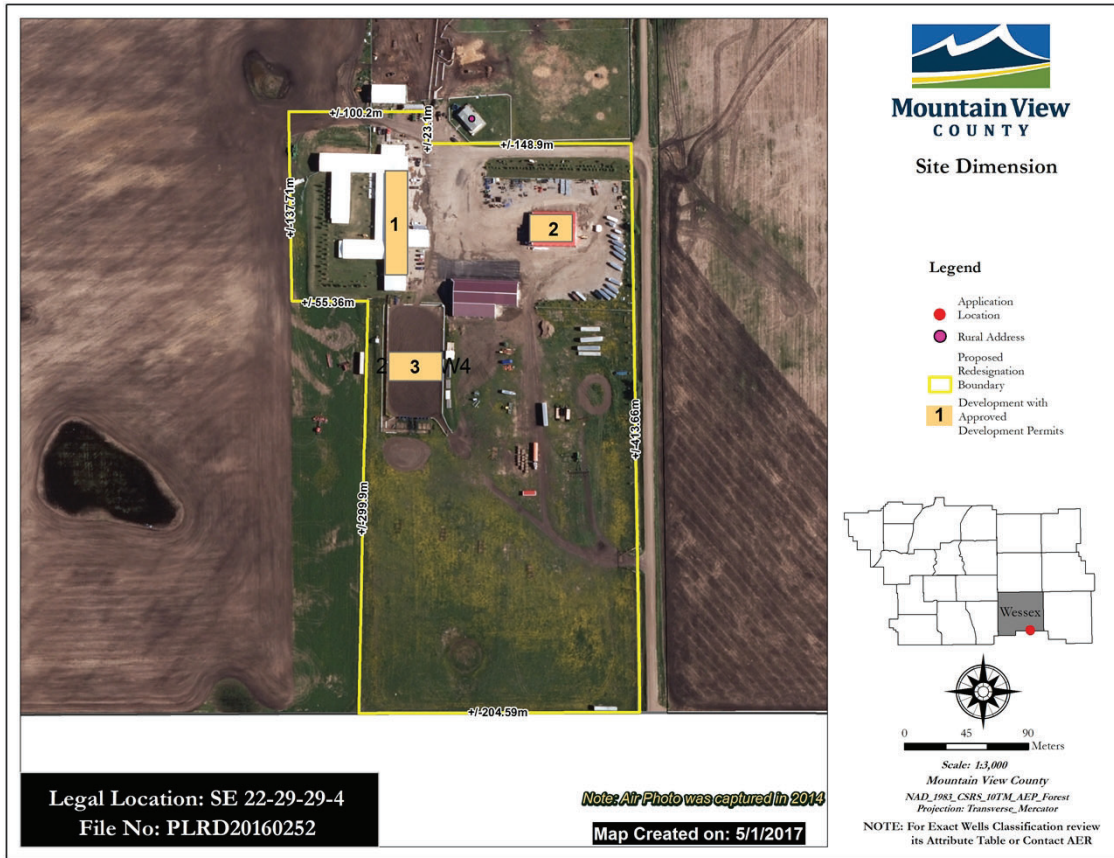 Mountain View
COUNTY
Site Dimension
+/-100.2m
+/-23.1m
+/-148.9m
+/-137.71m
1
2
+/-55.36m
2
3
W4
+/-413.66m
+/-299.9m
+/-204.59m
Legend
Application
Location
Rural Address
Proposed
Redesignation
Boundary
1
Development with
Approved
Development Permits
Wessex
0 45 90
Meters
Scale: 1:3,000
Mountain View County
NAD_1983_CSRS_10TM_AEP_Forest
Projection: Transverse_Mercator
NOTE: For Exact Wells Classification review
its Attribute Table or Contact AER
Legal Location: SE 22-29-29-4
File No: PLRD20160252
Note: Air Photo was captured in 2014
Map Created on: 5/1/2017